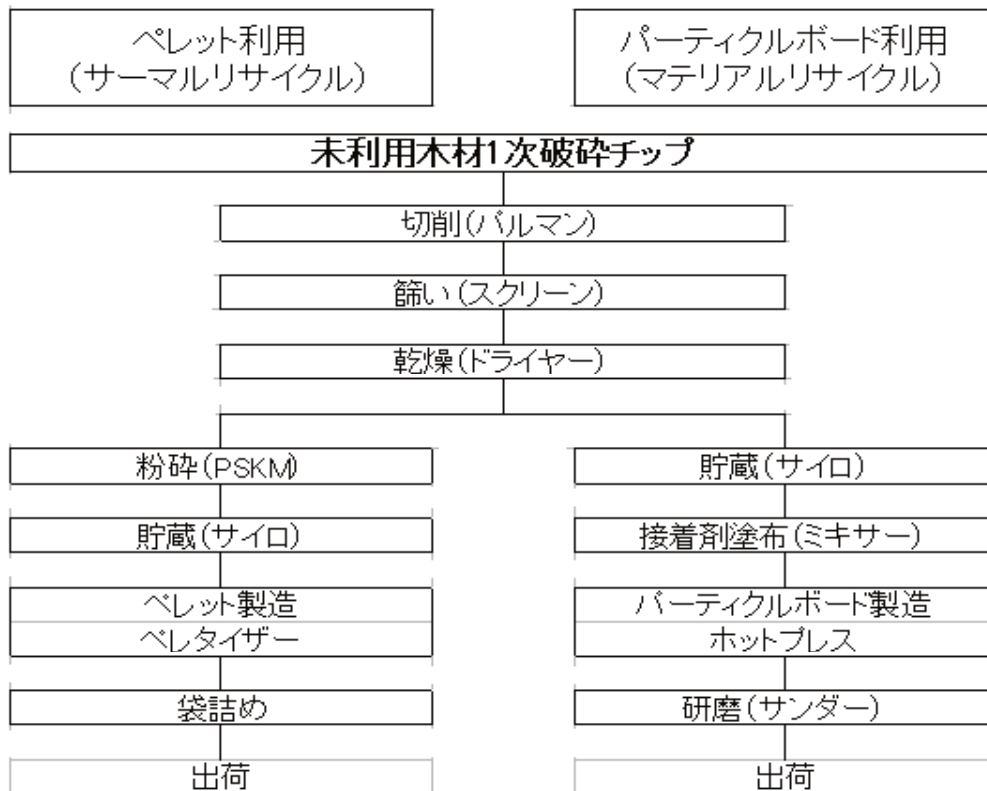 ペレット利用
(サーマルリサイクル)
パーティクルボード利用
(マテリアルリサイクル)
未利用木材1次破砕チップ
切削(パルマン)
篩い(スクリーン)
乾燥(ドライヤー)
粉砕(PSKM)
貯蔵(サイロ)
ペレット製造
ペレタイザー
袋詰め
出荷
貯蔵(サイロ)
接着剤塗布(ミキサー)
パーティクルボード製造
ホットプレス
研磨(サンダー)
出荷